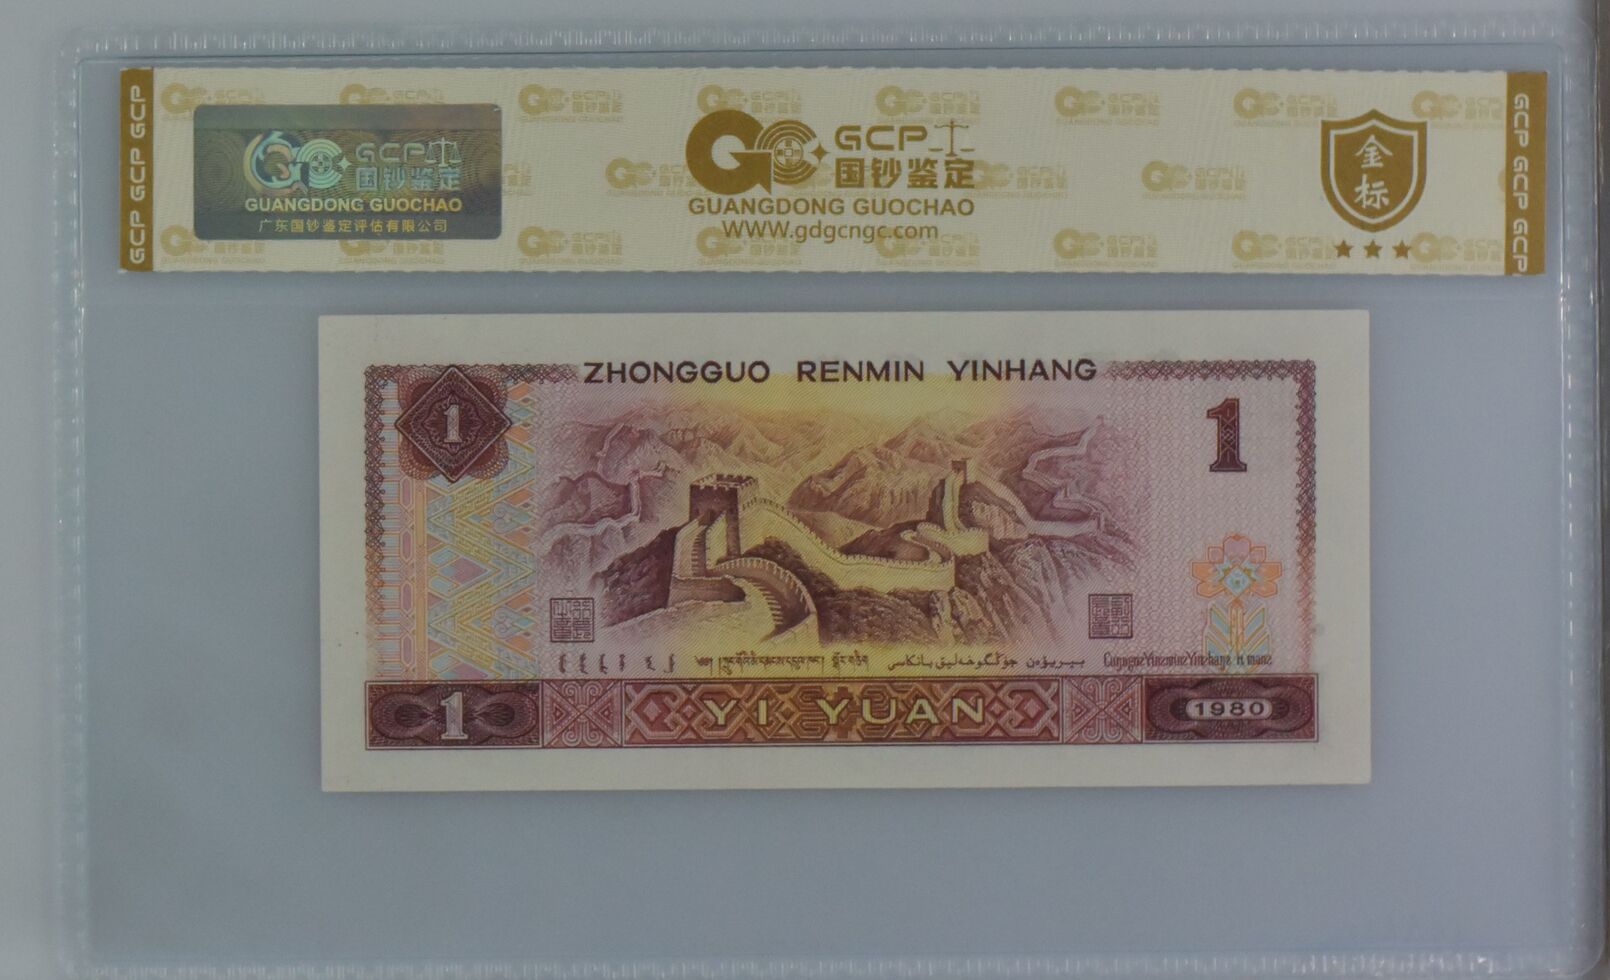 GCP GCP GCP
GCP
国钞鉴定
GUANGDONG GUOCHAO
广东国钞鉴定评估有限公司
GCP
国钞鉴定
GUANGDONG GUOCHAO
WWW.gdgcngc.com
金
标
GCP GCP GCP
ZHONGGUO RENMIN YINHANG
1
1
1
YI YUAN
1980